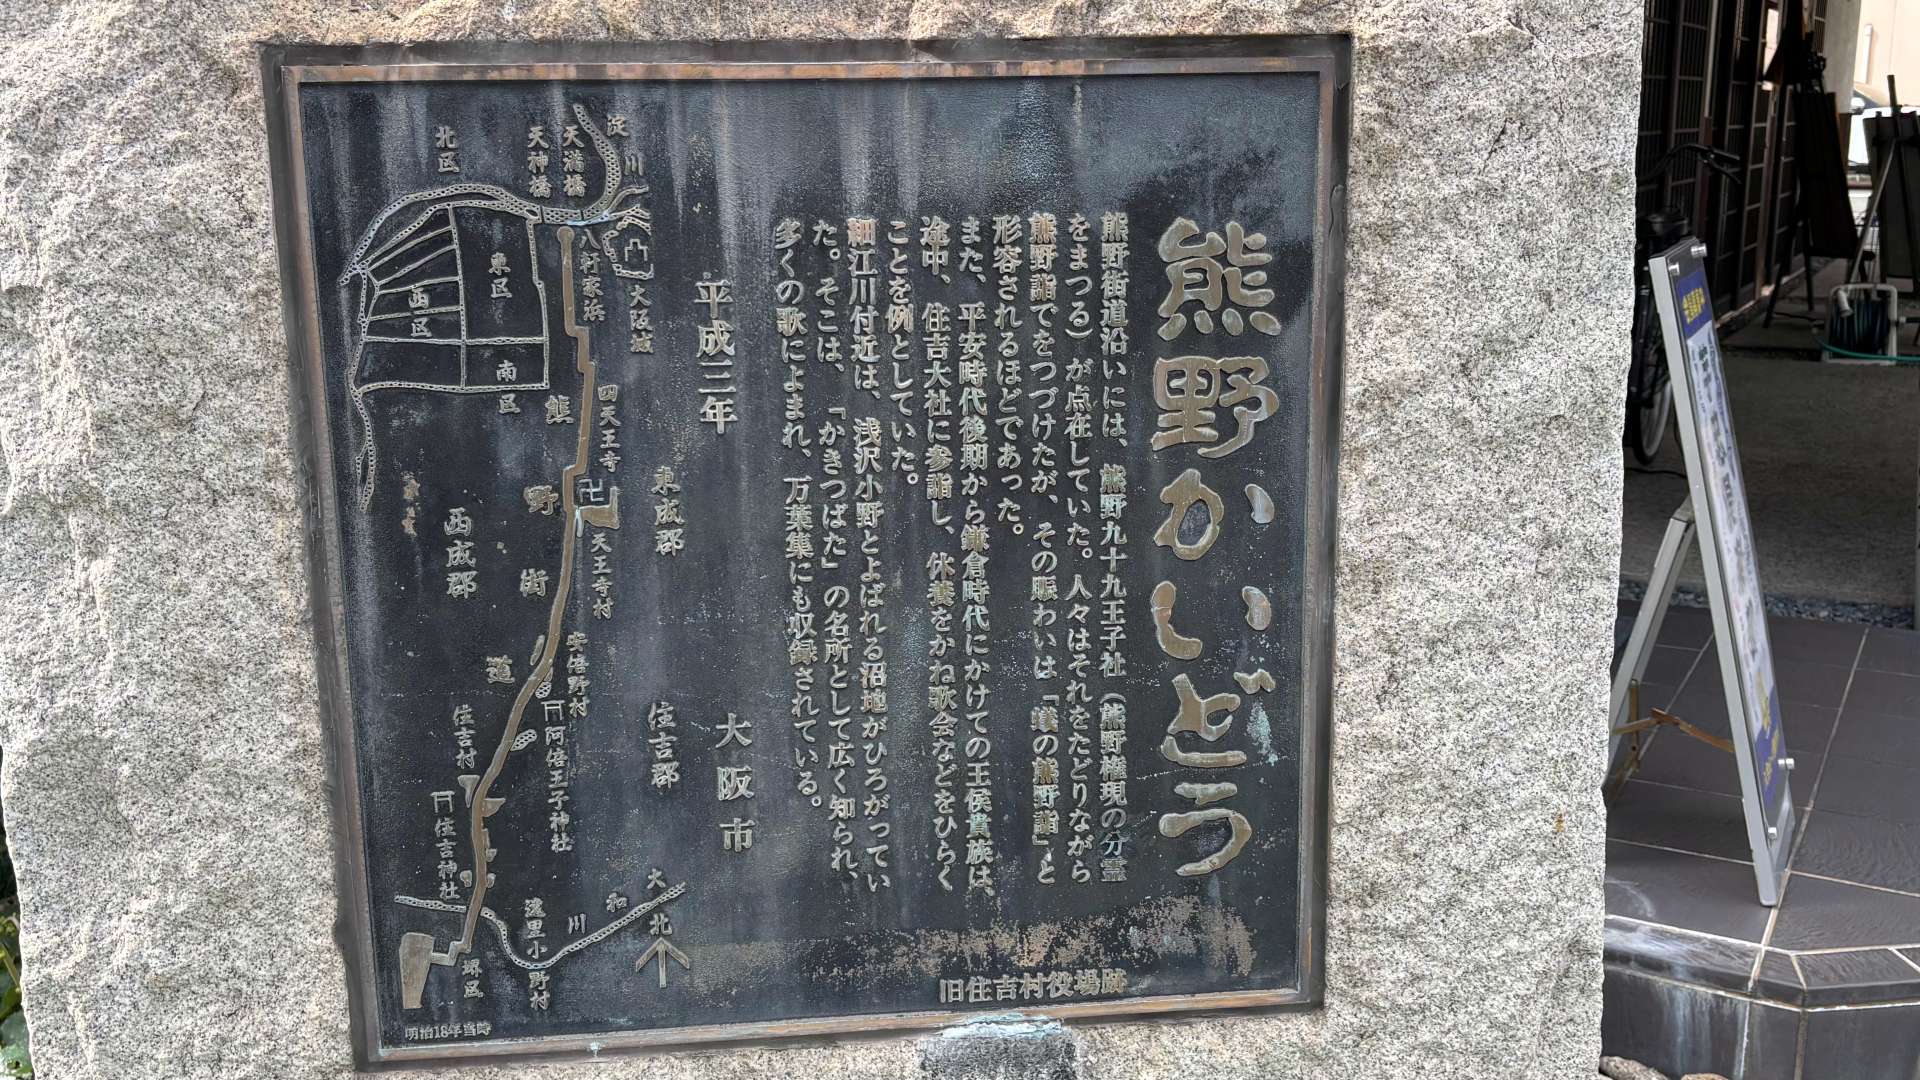 熊野かいどう
熊野街道沿いには、熊野九十九王子社(熊野権現の分霊
をまつる)が点在していた。人々はそれをたどりながら
熊野詣でをつづけたが、その賑わいは「蟻の熊野詣」と
形容されるほどであった。
また、平安時代後期から鎌倉時代にかけての王侯貴族は、
途中、住吉大社に参詣し、休養をかね歌会などをひらく
ことを例としていた。
細江川付近は、浅沢小野とよばれる沼地がひろがってい
た。そこは、「かきつばた」の名所として広く知られ、
多くの歌によまれ、万葉集にも収録されている。
平成三年
大阪市
旧住吉村役場跡
淀川
天満橋
天神橋
北区
八軒家浜
大阪城
東区
西区
南区
四天王寺
熊野街道
東成郡
西成郡
天王寺村
安倍野村
阿倍王子神社
住吉郡
住吉村
住吉神社
大和川
遠里小野村
堺区
北
明治18年当時